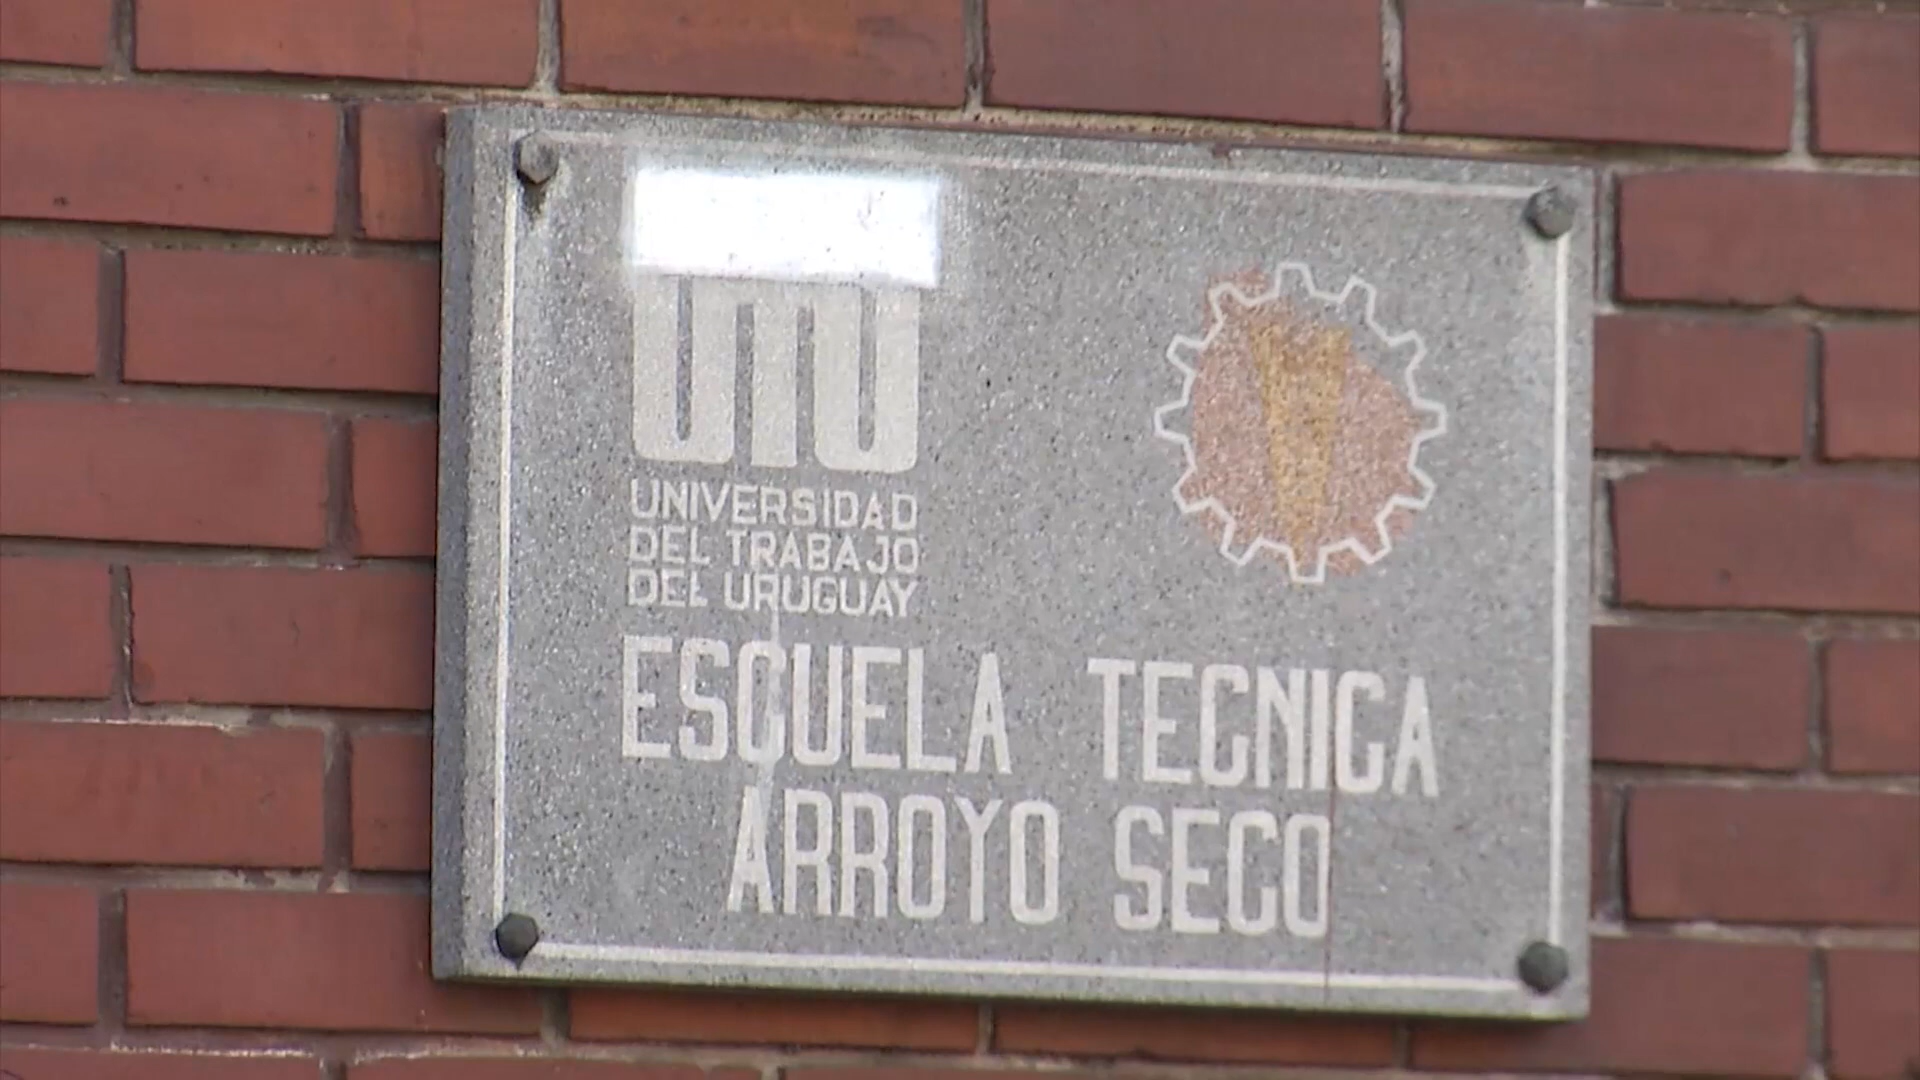 UTU
UNIVERSIDAD
DEL TRABAJO
DEL URUGUAY
ESCUELA TECNICA
ARROYO SECO